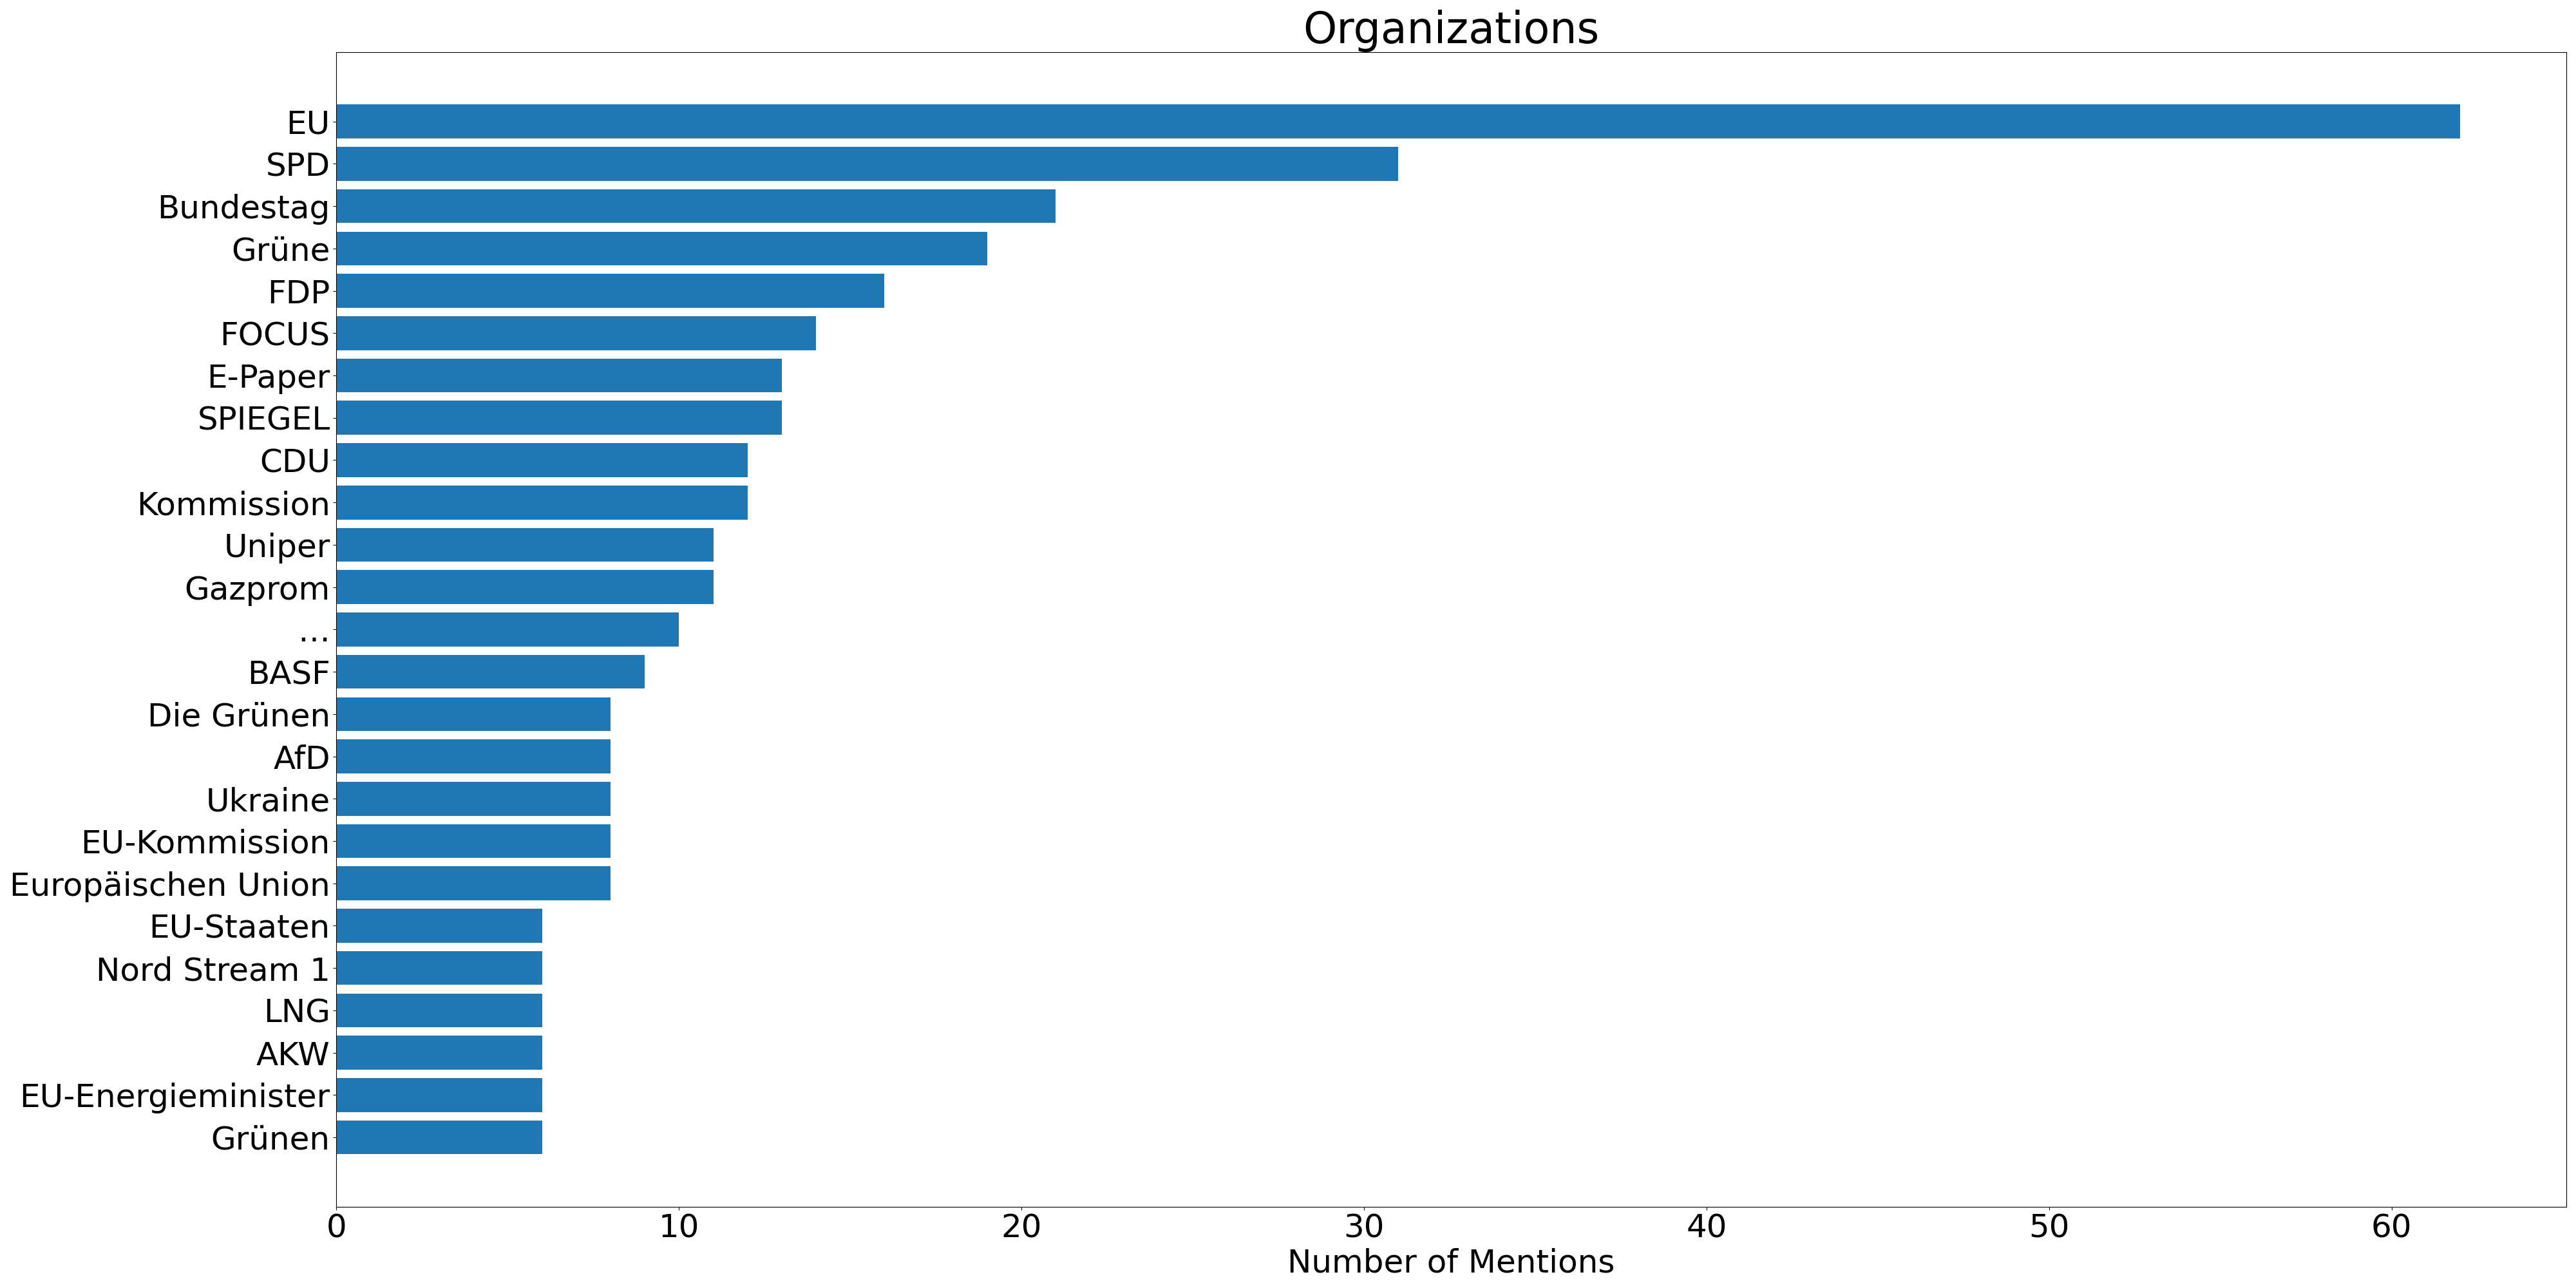 Organizations
EU
SPD
Bundestag
Grüne
FDP
FOCUS
E-Paper
SPIEGEL
CDU
Kommission
Uniper
Gazprom
...
BASF
Die Grünen
AfD
Ukraine
EU-Kommission
Europäischen Union
EU-Staaten
Nord Stream 1
LNG
AKW
EU-Energieminister
Grünen
0 10 20 30 40 50 60
Number of Mentions